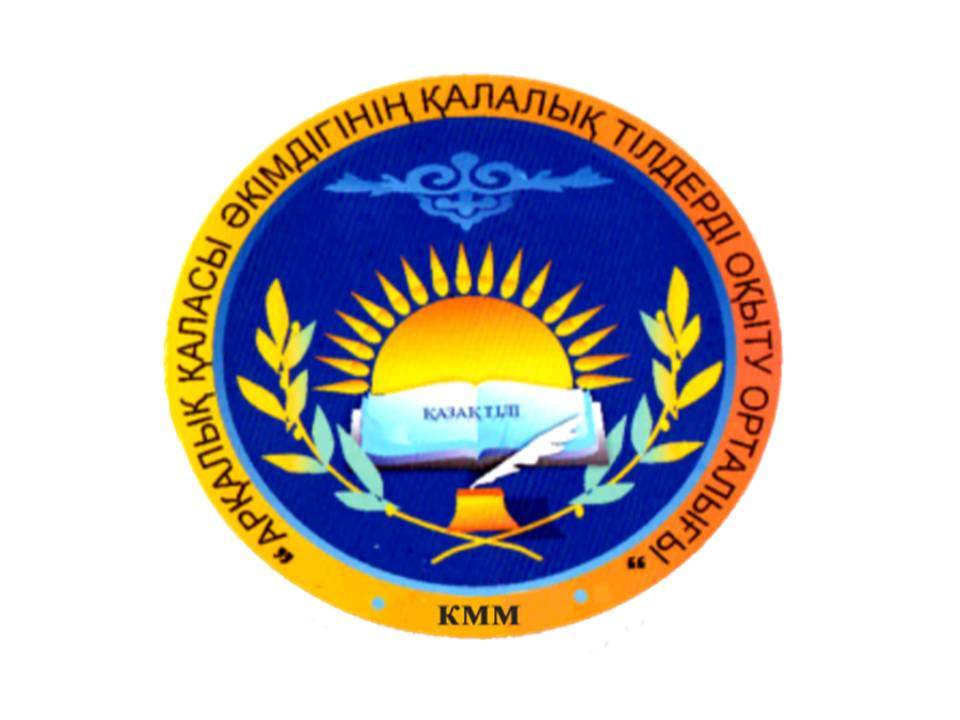 "АРҚАЛЫҚ ҚАЛАСЫ ӘКІМДІГІНІҢ ҚАЛАЛЫҚ ТІЛДЕРДІ ОҚЫТУ ОРТАЛЫҒЫ"
ҚАЗАҚ ТІЛІ
КММ